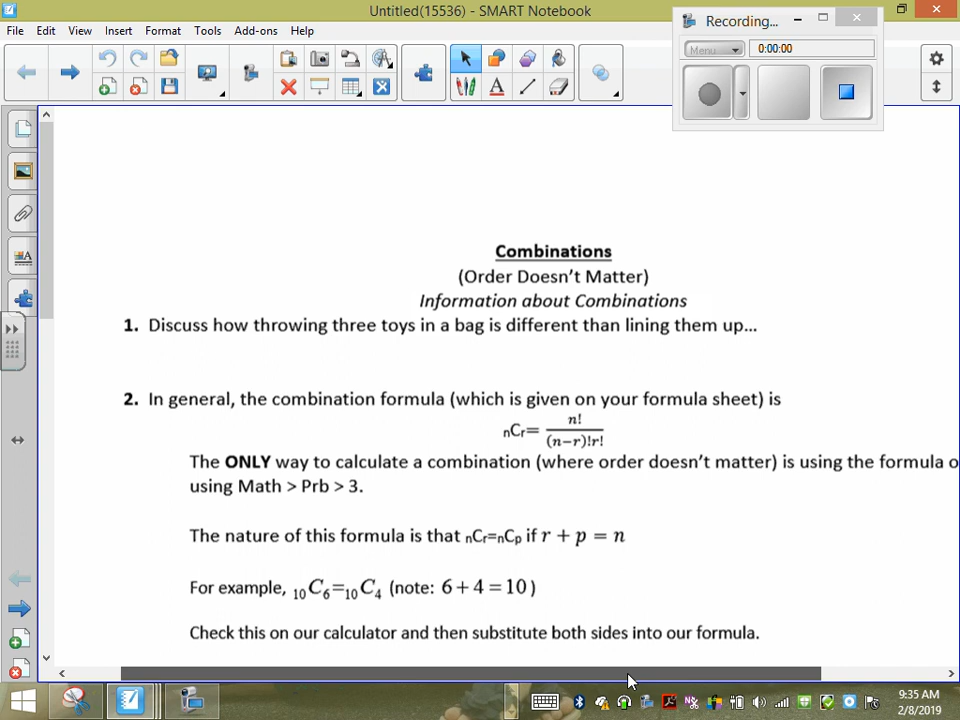 Untitled(15536) - SMART Notebook
Recording...
File Edit View Insert Format Tools Add-ons Help
Menu 0:00:00
Combinations
(Order Doesn't Matter)
Information about Combinations
1. Discuss how throwing three toys in a bag is different than lining them up...
2. In general, the combination formula (which is given on your formula sheet) is
nCr= n!/(n−r)!r!
The ONLY way to calculate a combination (where order doesn't matter) is using the formula o
using Math > Prb > 3.
The nature of this formula is that nCr=nCp if r + p = n
For example, 10C6=10C4 (note: 6 + 4 = 10 )
Check this on our calculator and then substitute both sides into our formula.
9:35 AM
2/8/2019